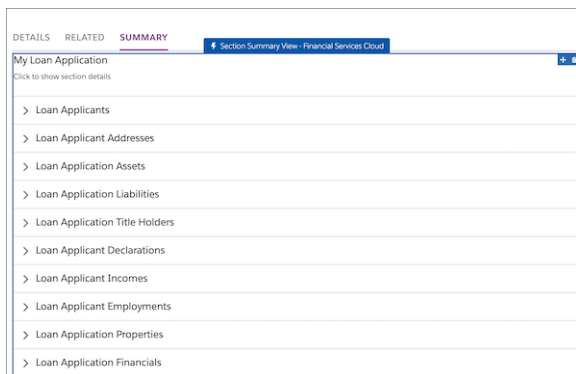 DETAILS RELATED SUMMARY
Section Summary View - Financial Services Cloud
My Loan Application
Click to show section details
Loan Applicants
Loan Applicant Addresses
Loan Application Assets
Loan Application Liabilities
Loan Application Title Holders
Loan Applicant Declarations
Loan Applicant Incomes
Loan Applicant Employments
Loan Application Properties
Loan Application Financials